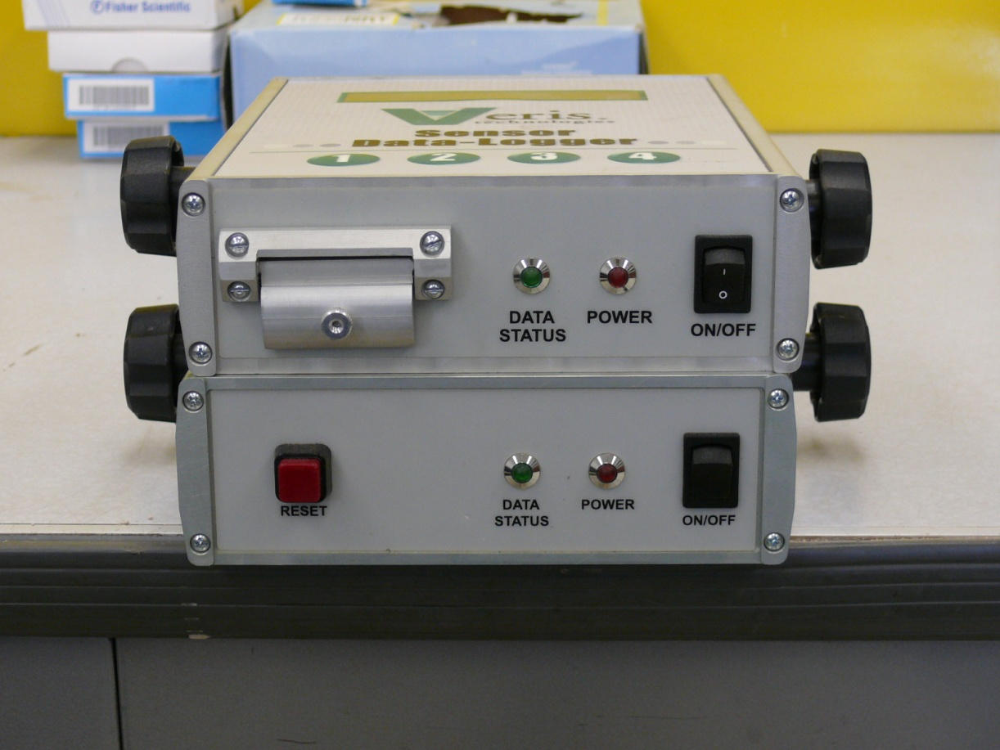 Fisher Scientific
Veris
technologies
Sensor
Data-Logger
1 2 3 4
DATA
STATUS
POWER
ON/OFF
RESET
DATA
STATUS
POWER
ON/OFF